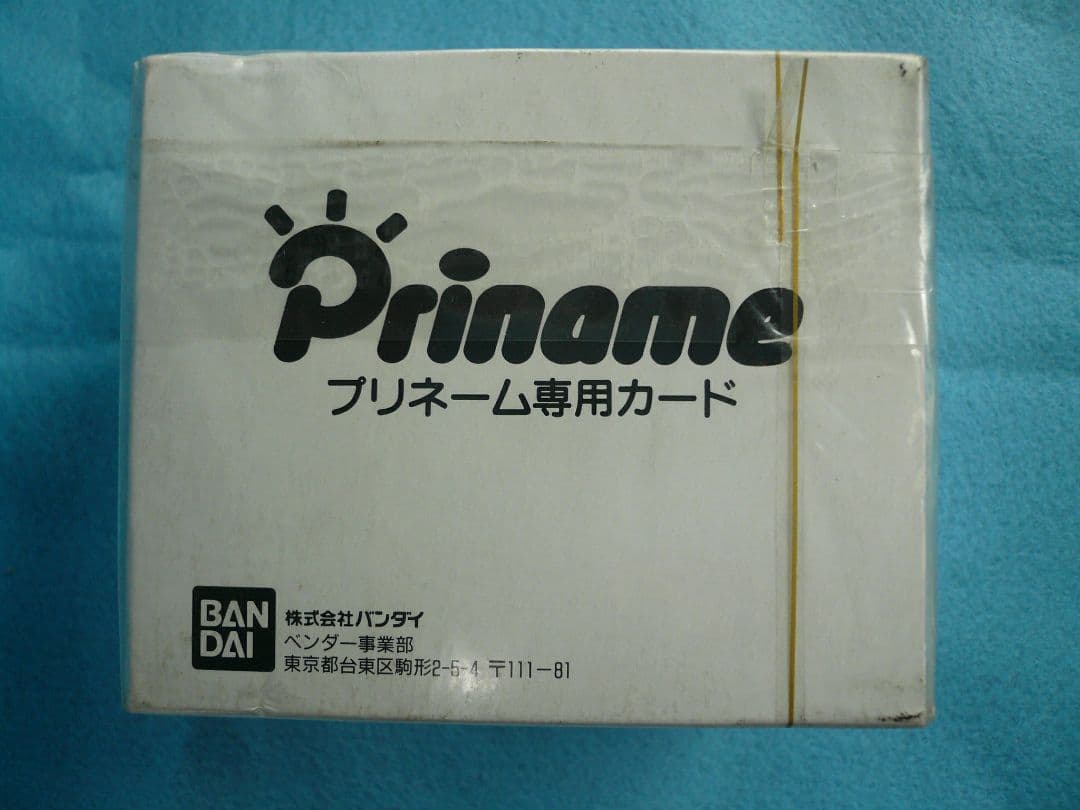 Priname
プリネーム専用カード
BAN
DAI
株式会社バンダイ
ベンダー事業部
東京都台東区駒形2-5-4 〒111-81